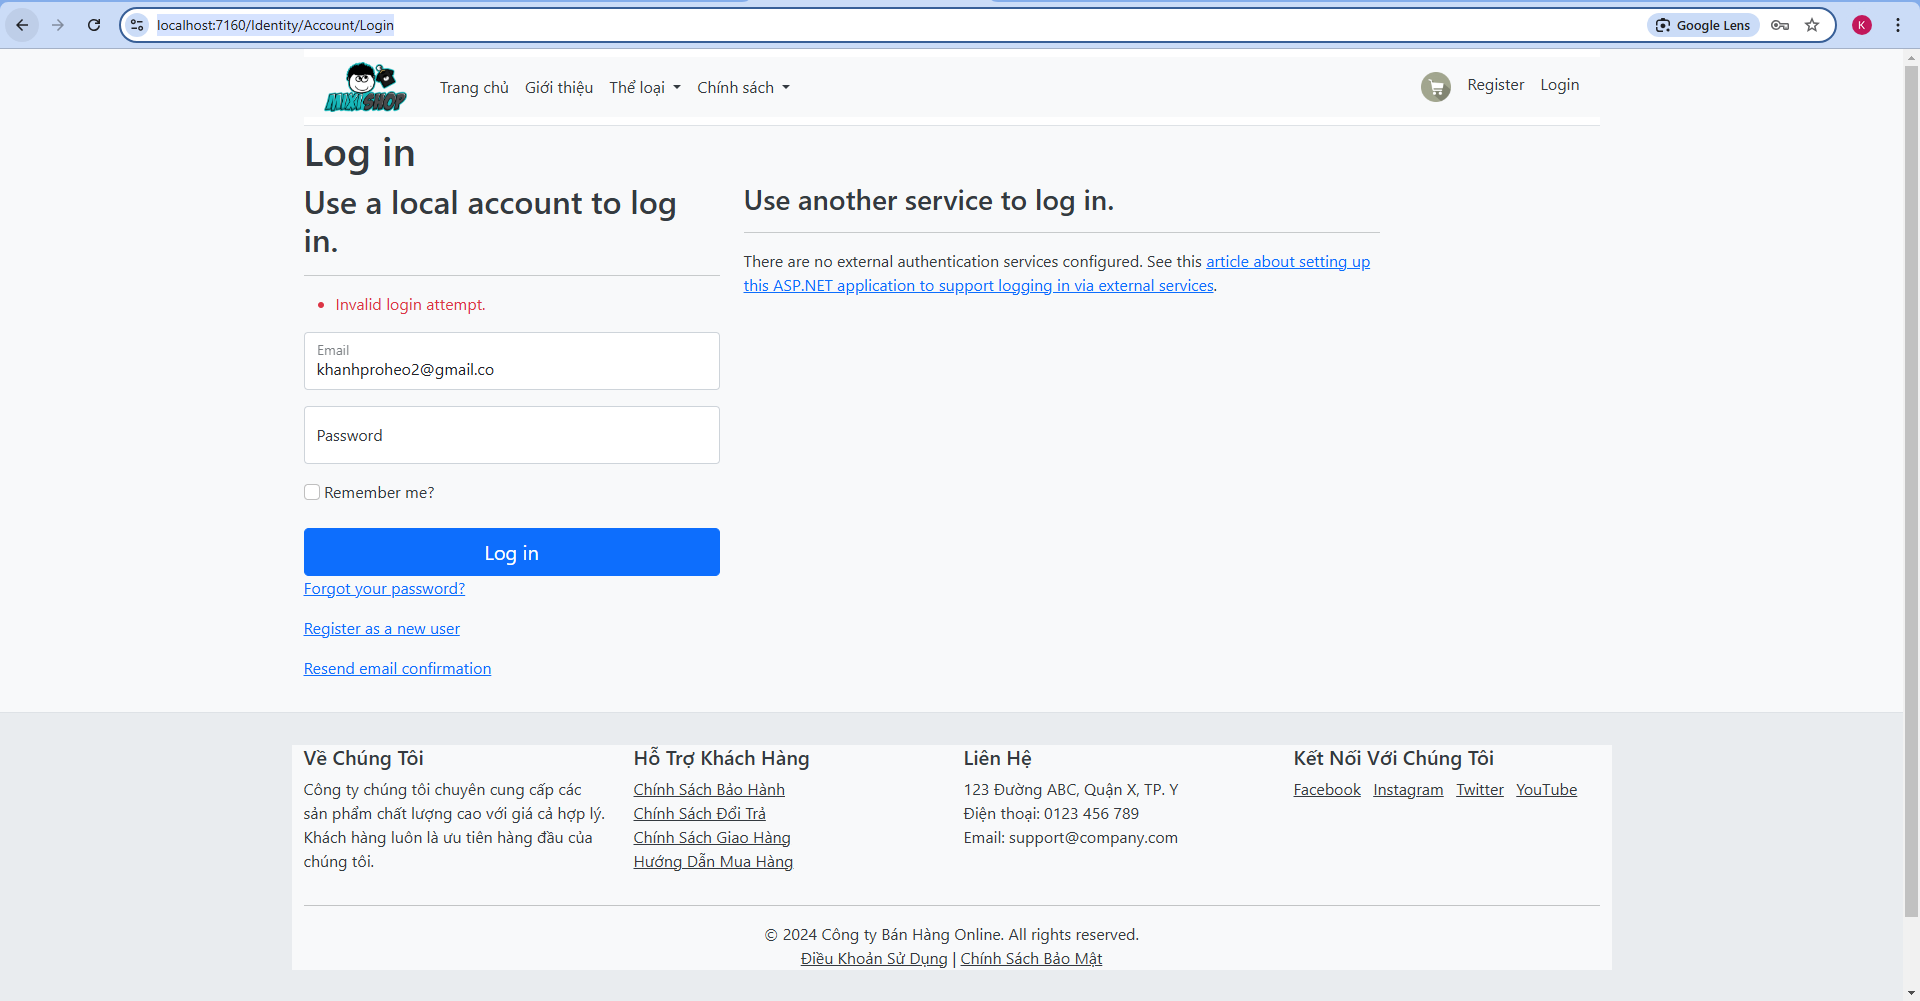 localhost:7160/Identity/Account/Login
Google Lens
K
MIXISHOP
Trang chủ
Giới thiệu
Thể loại
Chính sách
Register
Login
Log in
Use a local account to log
in.
Invalid login attempt.
Email
khanhproheo2@gmail.co
Password
Remember me?
Log in
Forgot your password?
Register as a new user
Resend email confirmation
Use another service to log in.
There are no external authentication services configured. See this article about setting up
this ASP.NET application to support logging in via external services.
Về Chúng Tôi
Công ty chúng tôi chuyên cung cấp các
sản phẩm chất lượng cao với giá cả hợp lý.
Khách hàng luôn là ưu tiên hàng đầu của
chúng tôi.
Hỗ Trợ Khách Hàng
Chính Sách Bảo Hành
Chính Sách Đổi Trả
Chính Sách Giao Hàng
Hướng Dẫn Mua Hàng
Liên Hệ
123 Đường ABC, Quận X, TP. Y
Điện thoại: 0123 456 789
Email: support@company.com
Kết Nối Với Chúng Tôi
Facebook Instagram Twitter YouTube
© 2024 Công ty Bán Hàng Online. All rights reserved.
Điều Khoản Sử Dụng | Chính Sách Bảo Mật